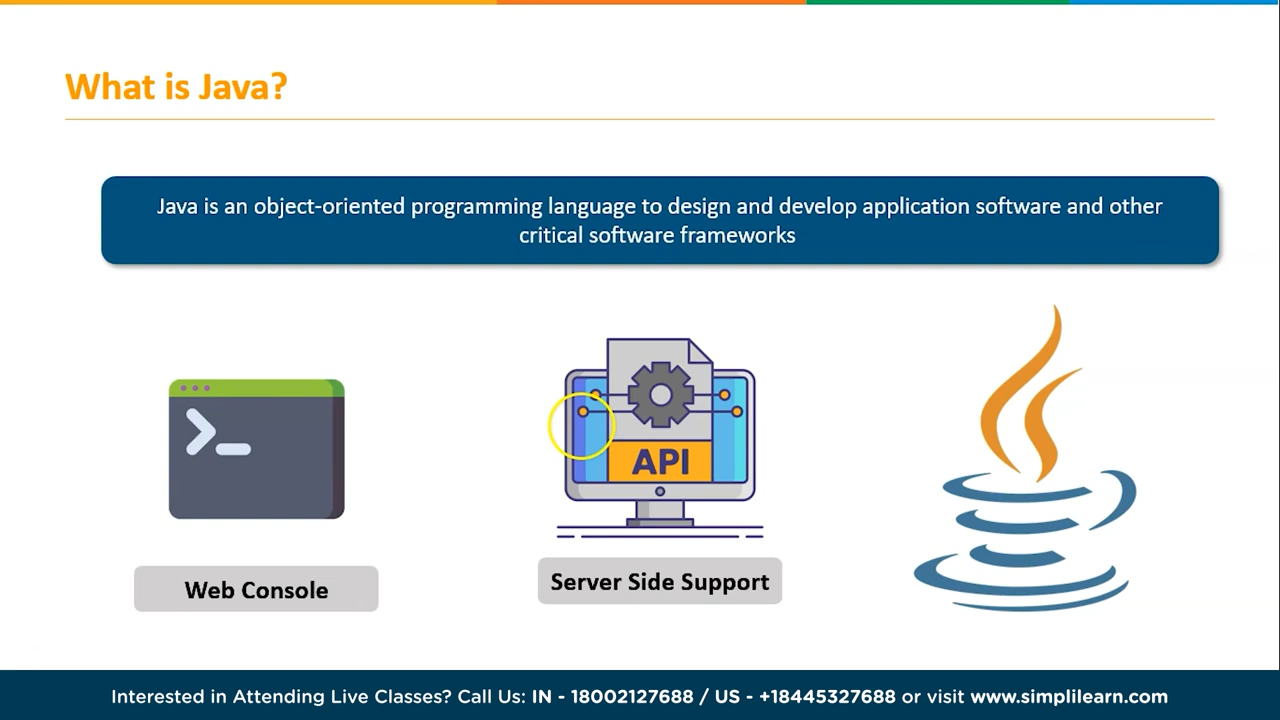 What is Java?
Java is an object-oriented programming language to design and develop application software and other
critical software frameworks
API
Web Console
Server Side Support
Interested in Attending Live Classes? Call Us: IN - 18002127688 / US - +18445327688 or visit www.simplilearn.com